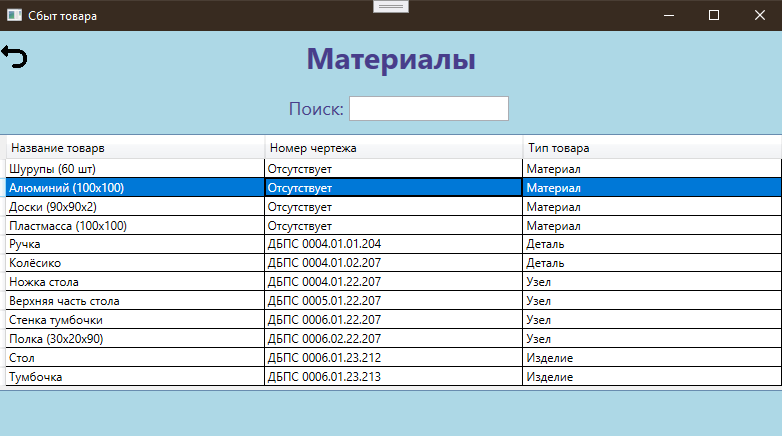 Сбыт товара
Материалы
Поиск:
Название товарв Номер чертежа Тип товара
Шурупы (60 шт) Отсутствует Материал
Алюминий (100x100) Отсутствует Материал
Доски (90x90x2) Отсутствует Материал
Пластмасса (100x100) Отсутствует Материал
Ручка ДБПС 0004.01.01.204 Деталь
Колёсико ДБПС 0004.01.02.207 Деталь
Ножка стола ДБПС 0004.01.22.207 Узел
Верхняя часть стола ДБПС 0005.01.22.207 Узел
Стенка тумбочки ДБПС 0006.01.22.207 Узел
Полка (30x20x90) ДБПС 0006.02.22.207 Узел
Стол ДБПС 0006.01.23.212 Изделие
Тумбочка ДБПС 0006.01.23.213 Изделие